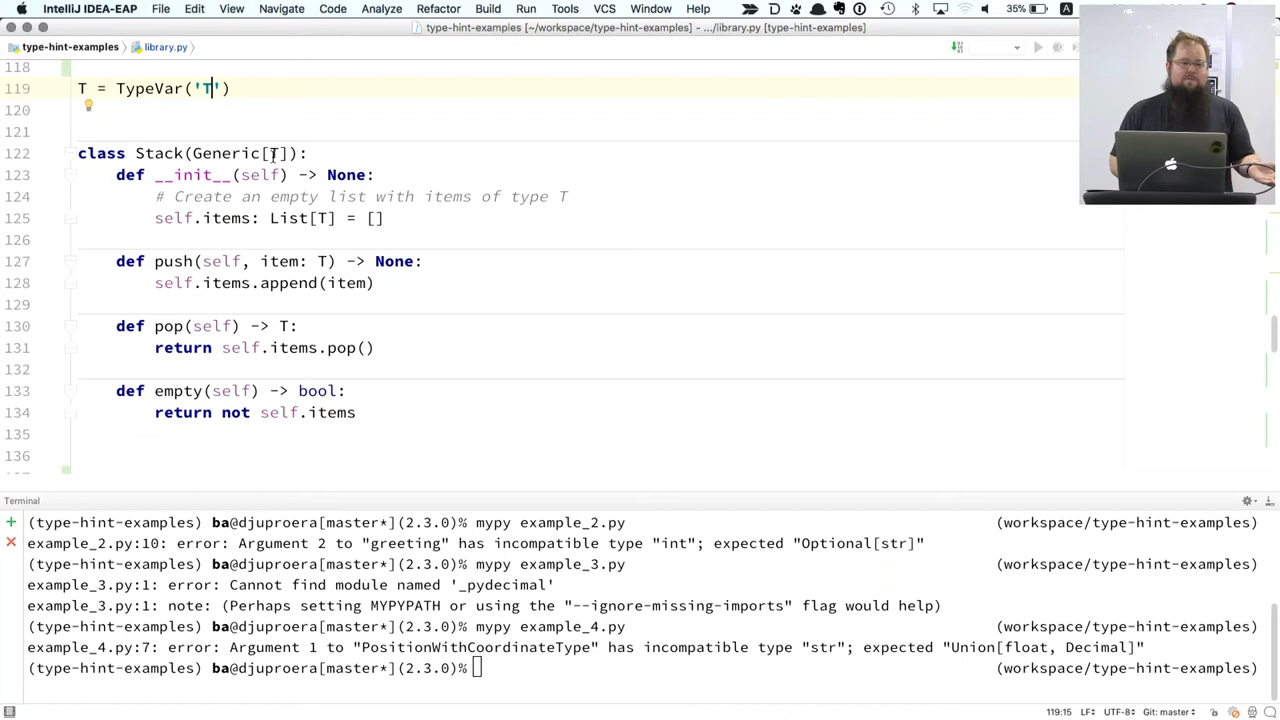 IntelliJ IDEA-EAP File Edit View Navigate Code Analyze Refactor Build Run Tools VCS Window Help 35% A
type-hint-examples [~/workspace/type-hint-examples] - .../library.py [type-hint-examples]
type-hint-examples library.py
118
119 T = TypeVar('T')
120
121
122 class Stack(Generic[T]):
123 def __init__(self) -> None:
124 # Create an empty list with items of type T
125 self.items: List[T] = []
126
127 def push(self, item: T) -> None:
128 self.items.append(item)
129
130 def pop(self) -> T:
131 return self.items.pop()
132
133 def empty(self) -> bool:
134 return not self.items
135
136
Terminal
(type-hint-examples) ba@djuproera[master*](2.3.0)% mypy example_2.py (workspace/type-hint-examples)
example_2.py:10: error: Argument 2 to "greeting" has incompatible type "int"; expected "Optional[str]"
(type-hint-examples) ba@djuproera[master*](2.3.0)% mypy example_3.py (workspace/type-hint-examples)
example_3.py:1: error: Cannot find module named '_pydecimal'
example_3.py:1: note: (Perhaps setting MYPYPATH or using the "--ignore-missing-imports" flag would help)
(type-hint-examples) ba@djuproera[master*](2.3.0)% mypy example_4.py (workspace/type-hint-examples)
example_4.py:7: error: Argument 1 to "PositionWithCoordinateType" has incompatible type "str"; expected "Union[float, Decimal]"
(type-hint-examples) ba@djuproera[master*](2.3.0)% (workspace/type-hint-examples)
119:15 LF÷ UTF-8÷ Git: master÷